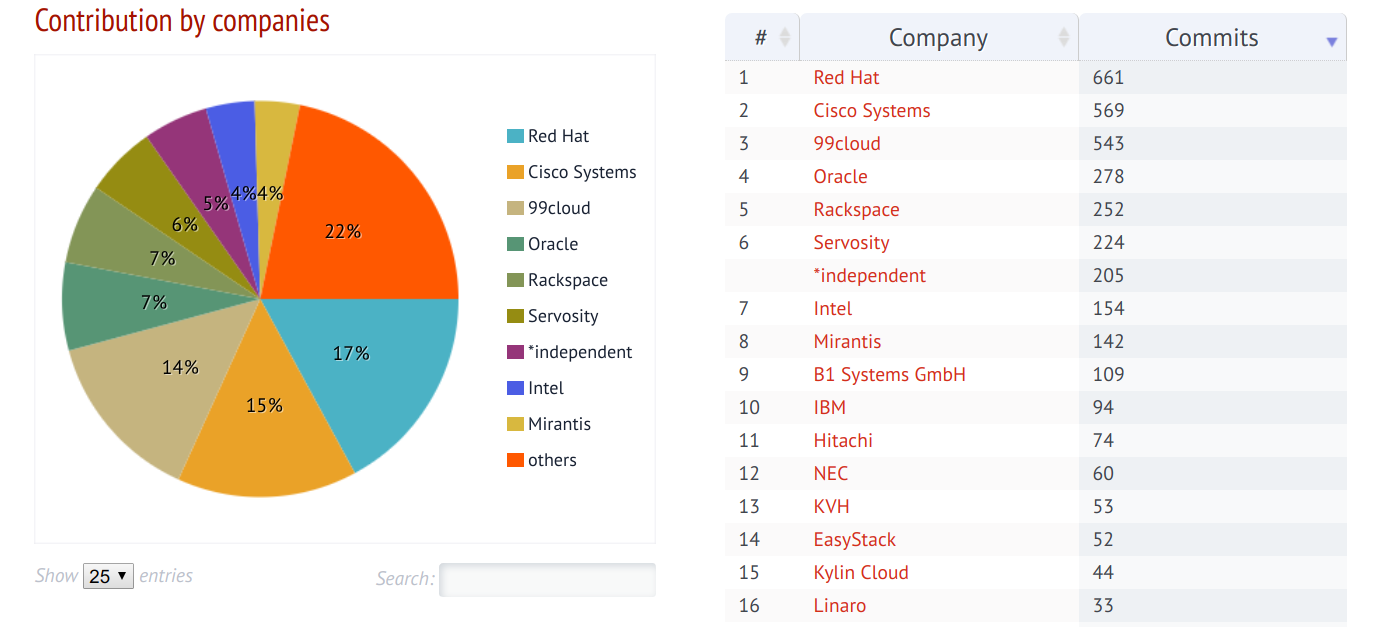 Contribution by companies
22%
17%
15%
14%
7%
7%
6%
5%
4%
4%
Red Hat
Cisco Systems
99cloud
Oracle
Rackspace
Servosity
*independent
Intel
Mirantis
others
Show 25 ▼ entries
Search:
# Company Commits
1 Red Hat 661
2 Cisco Systems 569
3 99cloud 543
4 Oracle 278
5 Rackspace 252
6 Servosity 224
*independent 205
7 Intel 154
8 Mirantis 142
9 B1 Systems GmbH 109
10 IBM 94
11 Hitachi 74
12 NEC 60
13 KVH 53
14 EasyStack 52
15 Kylin Cloud 44
16 Linaro 33